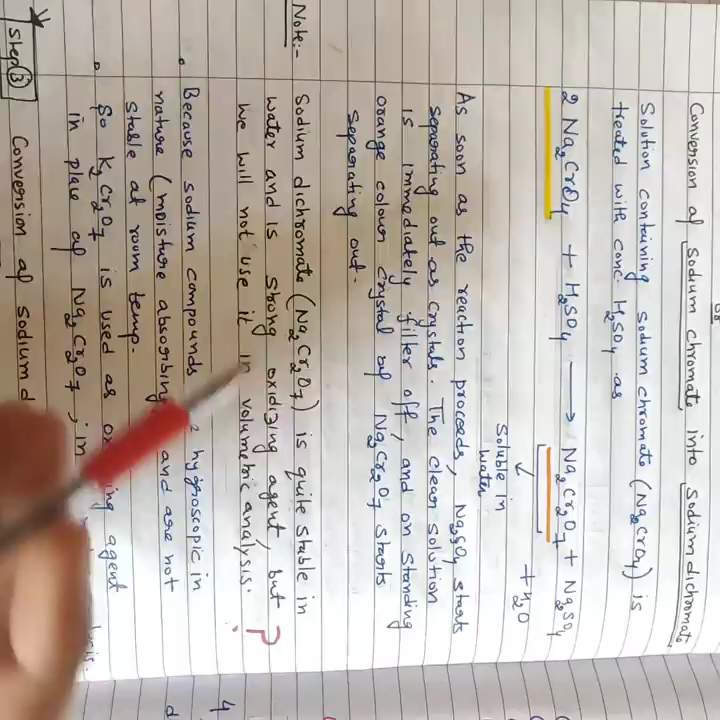 Conversion of sodium chromate into sodium dichromate
Solution containing sodium chromate (Na2CrO4) is
treated with conc. H2SO4 as
2 Na2CrO4 + H2SO4 → Na2Cr2O7 + Na2SO4
+ H2O
Soluble in
water
As soon as the reaction proceeds, Na2SO4 starts
separating out as crystals. The clear solution
is immediately filter off, and on standing
orange colour crystal of Na2Cr2O7 starts
separating out.
Note:- Sodium dichromate (Na2Cr2O7) is quite stable in
water and is strong oxidizing agent, but
we will not use it in volumetric analysis. ?
• Because sodium compounds hygroscopic in
nature (moisture absorbing and are not
stable at room temp.
• So K2Cr2O7 is used as agent
in place of Na2Cr2O7, in
Step ③ Conversion of sodium d
4
d